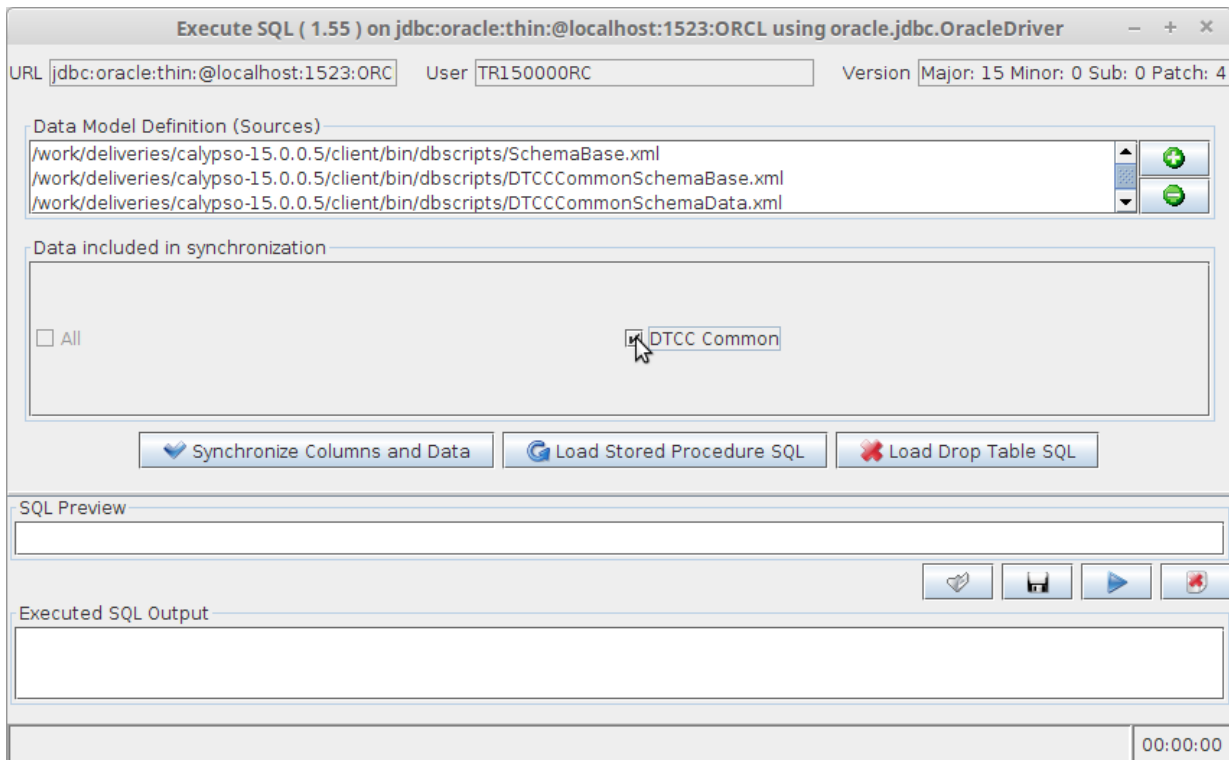 Execute SQL ( 1.55 ) on jdbc:oracle:thin:@localhost:1523:ORCL using oracle.jdbc.OracleDriver
URL jdbc:oracle:thin:@localhost:1523:ORC User TR150000RC Version Major: 15 Minor: 0 Sub: 0 Patch: 4
Data Model Definition (Sources)
/work/deliveries/calypso-15.0.0.5/client/bin/dbscripts/SchemaBase.xml
/work/deliveries/calypso-15.0.0.5/client/bin/dbscripts/DTCCCommonSchemaBase.xml
/work/deliveries/calypso-15.0.0.5/client/bin/dbscripts/DTCCCommonSchemaData.xml
Data included in synchronization
All DTCC Common
Synchronize Columns and Data Load Stored Procedure SQL Load Drop Table SQL
SQL Preview
Executed SQL Output
00:00:00